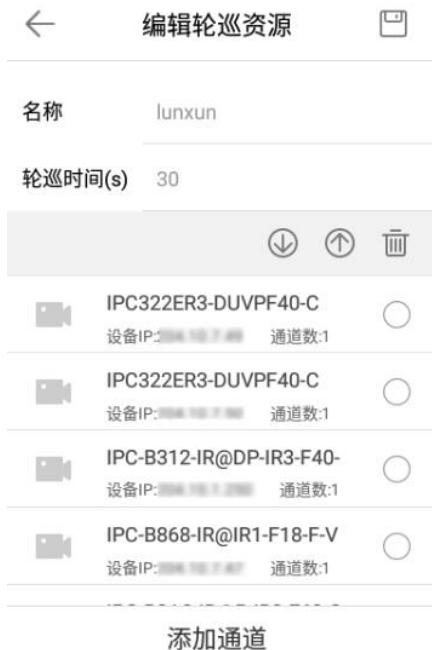 编辑轮巡资源
名称 lunxun
轮巡时间(s) 30
IPC322ER3-DUVPF40-C
设备IP: 通道数:1
IPC322ER3-DUVPF40-C
设备IP: 通道数:1
IPC-B312-IR@DP-IR3-F40-
设备IP: 通道数:1
IPC-B868-IR@IR1-F18-F-V
设备IP: 通道数:1
添加通道